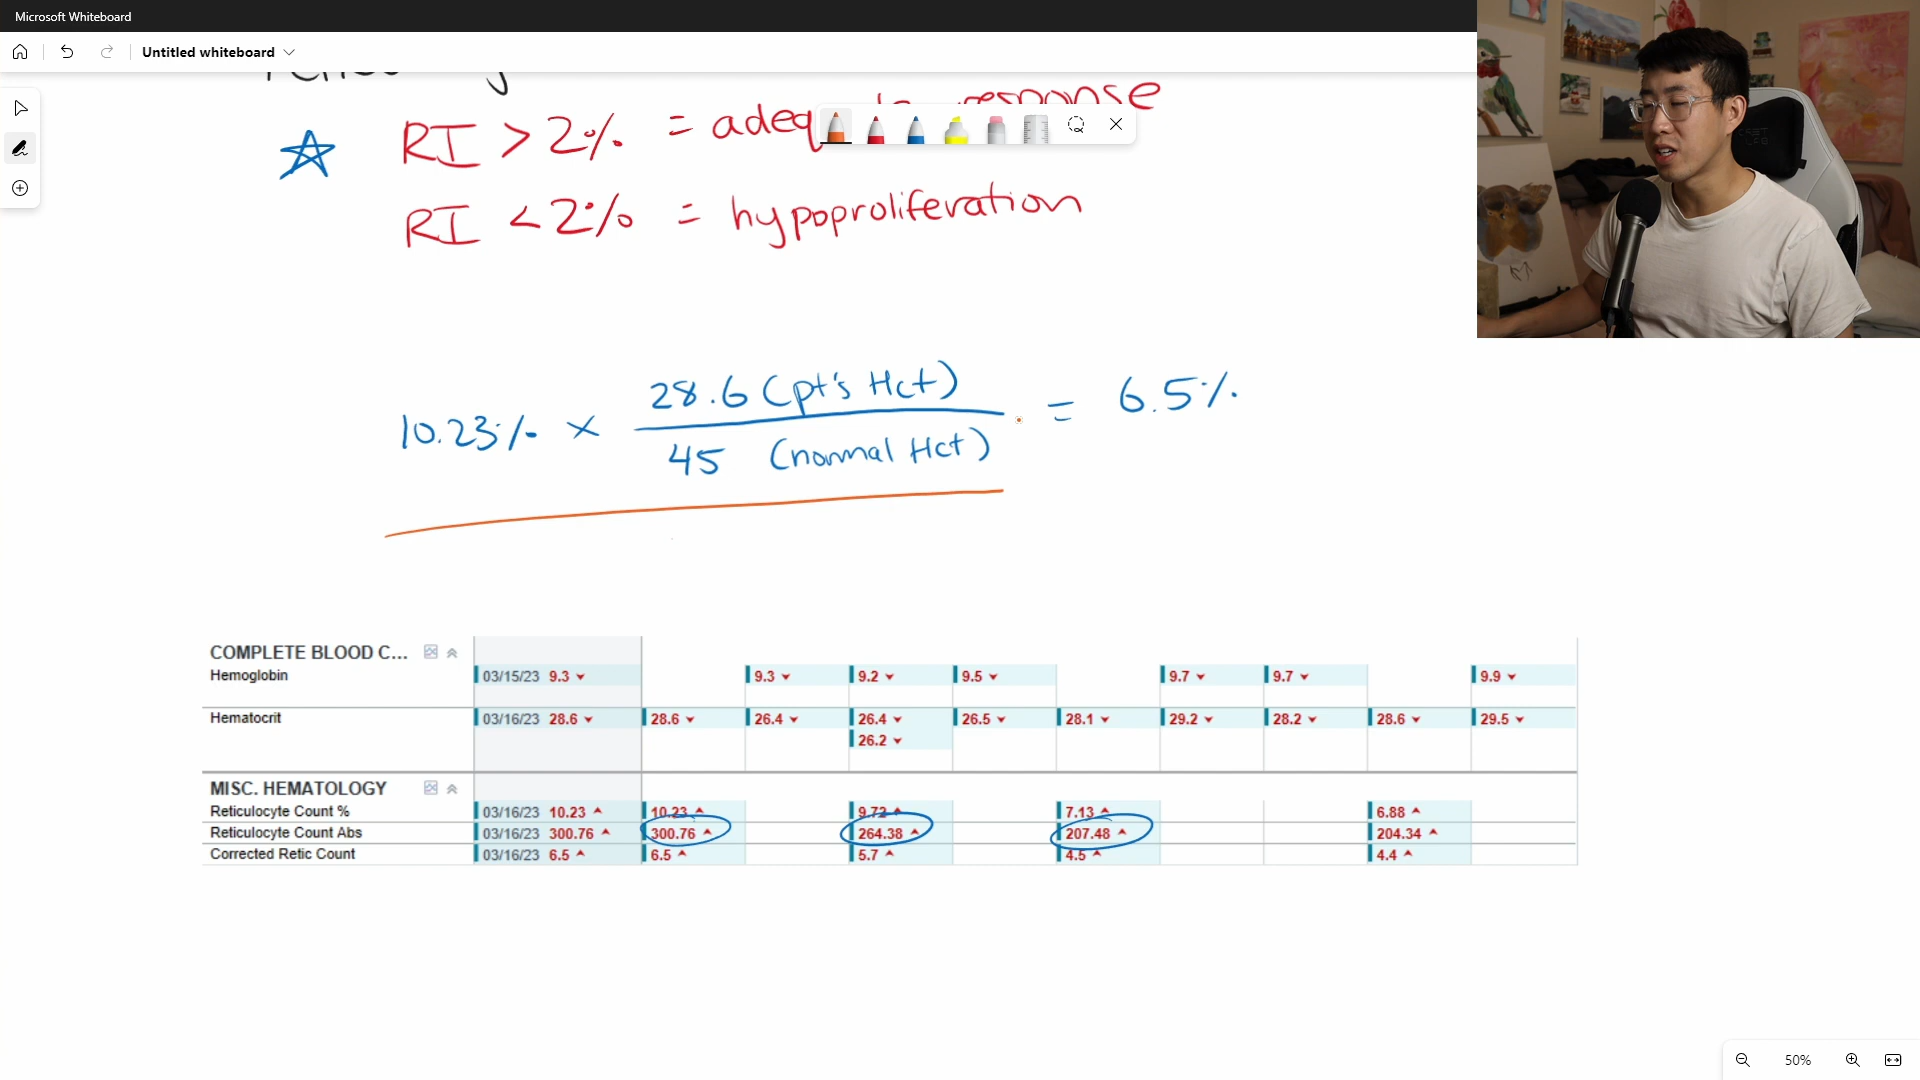 Microsoft Whiteboard
Untitled whiteboard
RI > 2% = adeq response
RI < 2% = hypoproliferation
28.6 (pt's Hct)
10.23% × = 6.5%
45 (normal Hct)
COMPLETE BLOOD C...
Hemoglobin 03/15/23 9.3 9.3 9.2 9.5 9.7 9.7 9.9
Hematocrit 03/16/23 28.6 28.6 26.4 26.4 26.5 28.1 29.2 28.2 28.6 29.5
26.2
MISC. HEMATOLOGY
Reticulocyte Count % 03/16/23 10.23 10.23 9.72 7.13 6.88
Reticulocyte Count Abs 03/16/23 300.76 300.76 264.38 207.48 204.34
Corrected Retic Count 03/16/23 6.5 6.5 5.7 4.5 4.4
50%